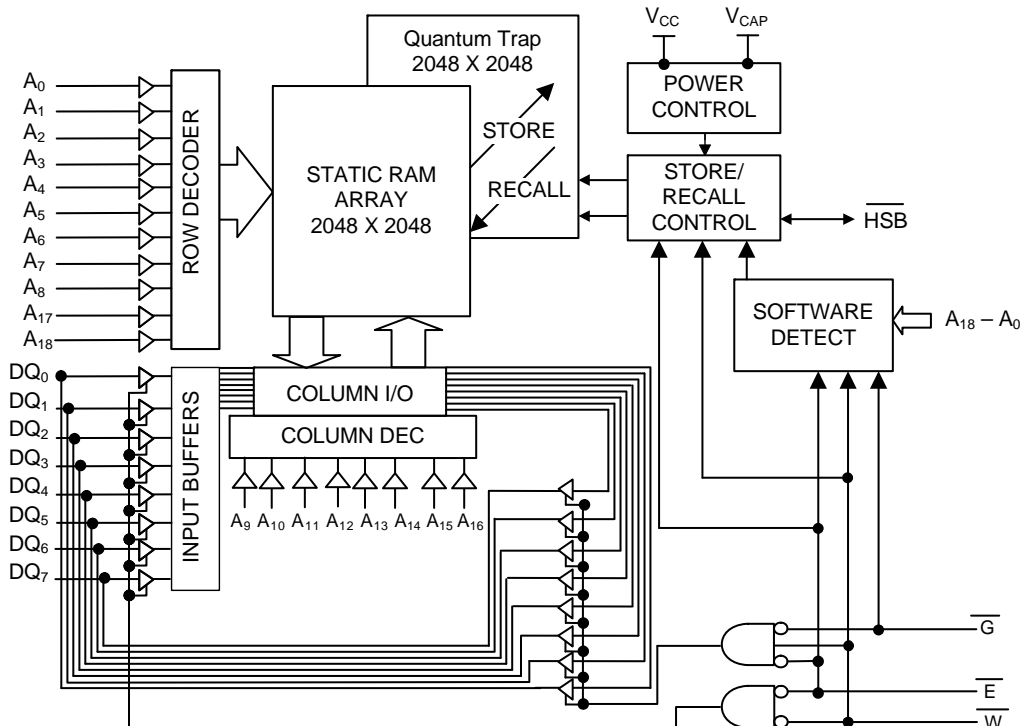 Quantum Trap
2048 X 2048
V_CC
V_CAP
POWER
CONTROL
A₀
A₁
A₂
A₃
A₄
A₅
A₆
A₇
A₈
A₁₇
A₁₈
ROW DECODER
STATIC RAM
ARRAY
2048 X 2048
STORE
RECALL
STORE/
RECALL
CONTROL
HSB
SOFTWARE
DETECT
A₁₈ – A₀
DQ₀
DQ₁
DQ₂
DQ₃
DQ₄
DQ₅
DQ₆
DQ₇
INPUT BUFFERS
COLUMN I/O
COLUMN DEC
A₉ A₁₀ A₁₁ A₁₂ A₁₃ A₁₄ A₁₅ A₁₆
G
E
W